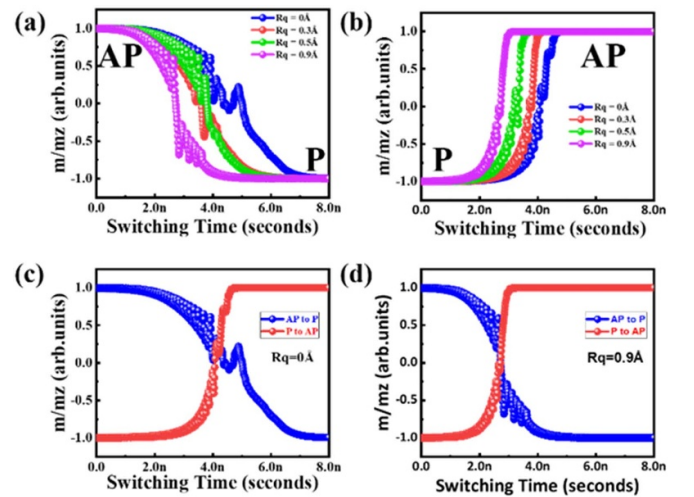 (a)
AP
P
Rq = 0Å
Rq = 0.3Å
Rq = 0.5Å
Rq = 0.9Å
m/mz (arb.units)
1.0
0.5
0.0
-0.5
-1.0
0.0 2.0n 4.0n 6.0n 8.0n
Switching Time (seconds)
(b)
AP
P
Rq = 0Å
Rq = 0.3Å
Rq = 0.5Å
Rq = 0.9Å
m/mz (arb.units)
1.0
0.5
0.0
-0.5
-1.0
0.0 2.0n 4.0n 6.0n 8.0n
Switching Time (seconds)
(c)
AP to P
P to AP
Rq=0Å
m/mz (arb.units)
1.0
0.5
0.0
-0.5
-1.0
0.0 2.0n 4.0n 6.0n 8.0n
Switching Time (seconds)
(d)
AP to P
P to AP
Rq=0.9Å
m/mz (arb.units)
1.0
0.5
0.0
-0.5
-1.0
0.0 2.0n 4.0n 6.0n 8.0n
Switching Time (seconds)